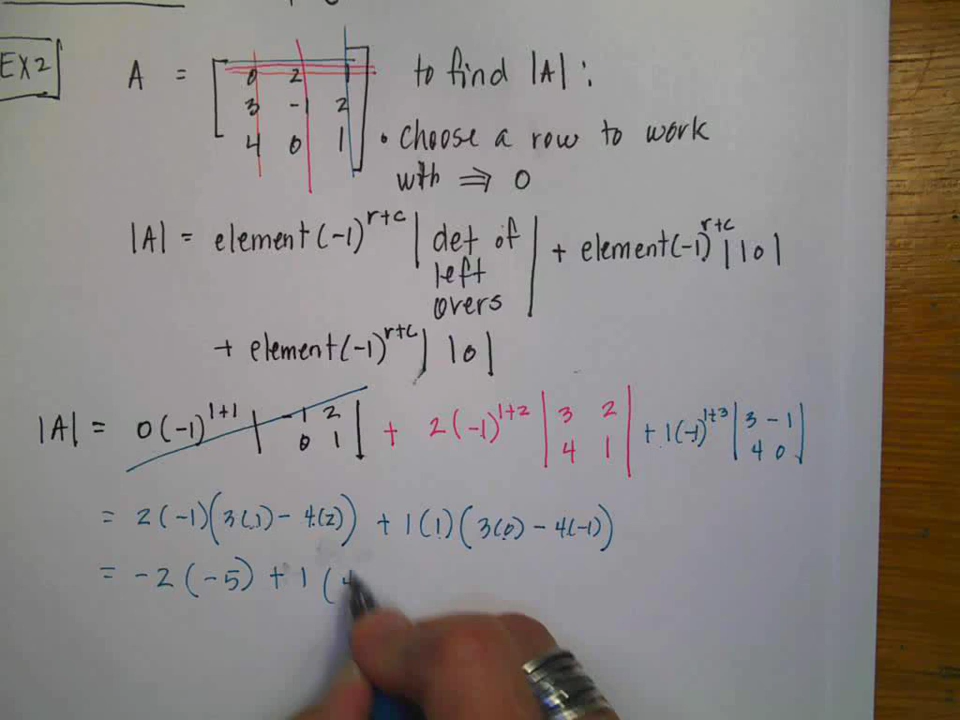 EX2
A = [ 0 2 1 to find |A| :
3 -1 2
4 0 1 ] • Choose a row to work
with ⇒ 0
|A| = element (-1)^{r+c} | det of left overs | + element (-1)^{r+c} | |0|
+ element (-1)^{r+c} | |0|
|A| = 0(-1)^{1+1} | -1 2 | + 2(-1)^{1+2} | 3 2 | + 1(-1)^{1+3} | 3 -1 |
| 0 1 | | 4 1 | | 4 0 |
= 2(-1)(3(1) - 4(2)) + 1(1)(3(0) - 4(-1))
= -2(-5) + 1(4